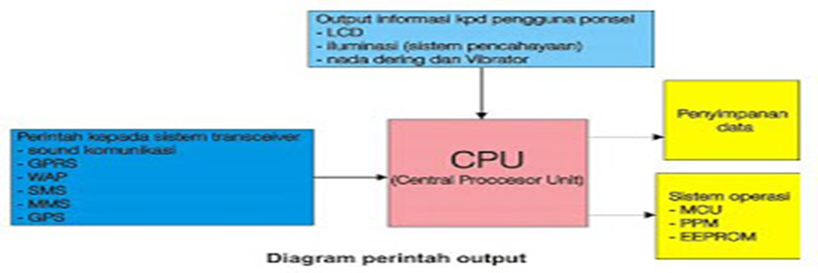 Output informasi kpd pengguna ponsel
- LCD
- iluminasi (sistem pencahayaan)
- nada dering dan Vibrator
Perintah kepada sistem transceiver
- sound komunikasi
- GPRS
- WAP
- SMS
- MMS
- GPS
CPU
(Central Proccesor Unit)
Penyimpanan
data
Sistem operasi
- MCU
- PPM
- EEPROM
Diagram perintah output